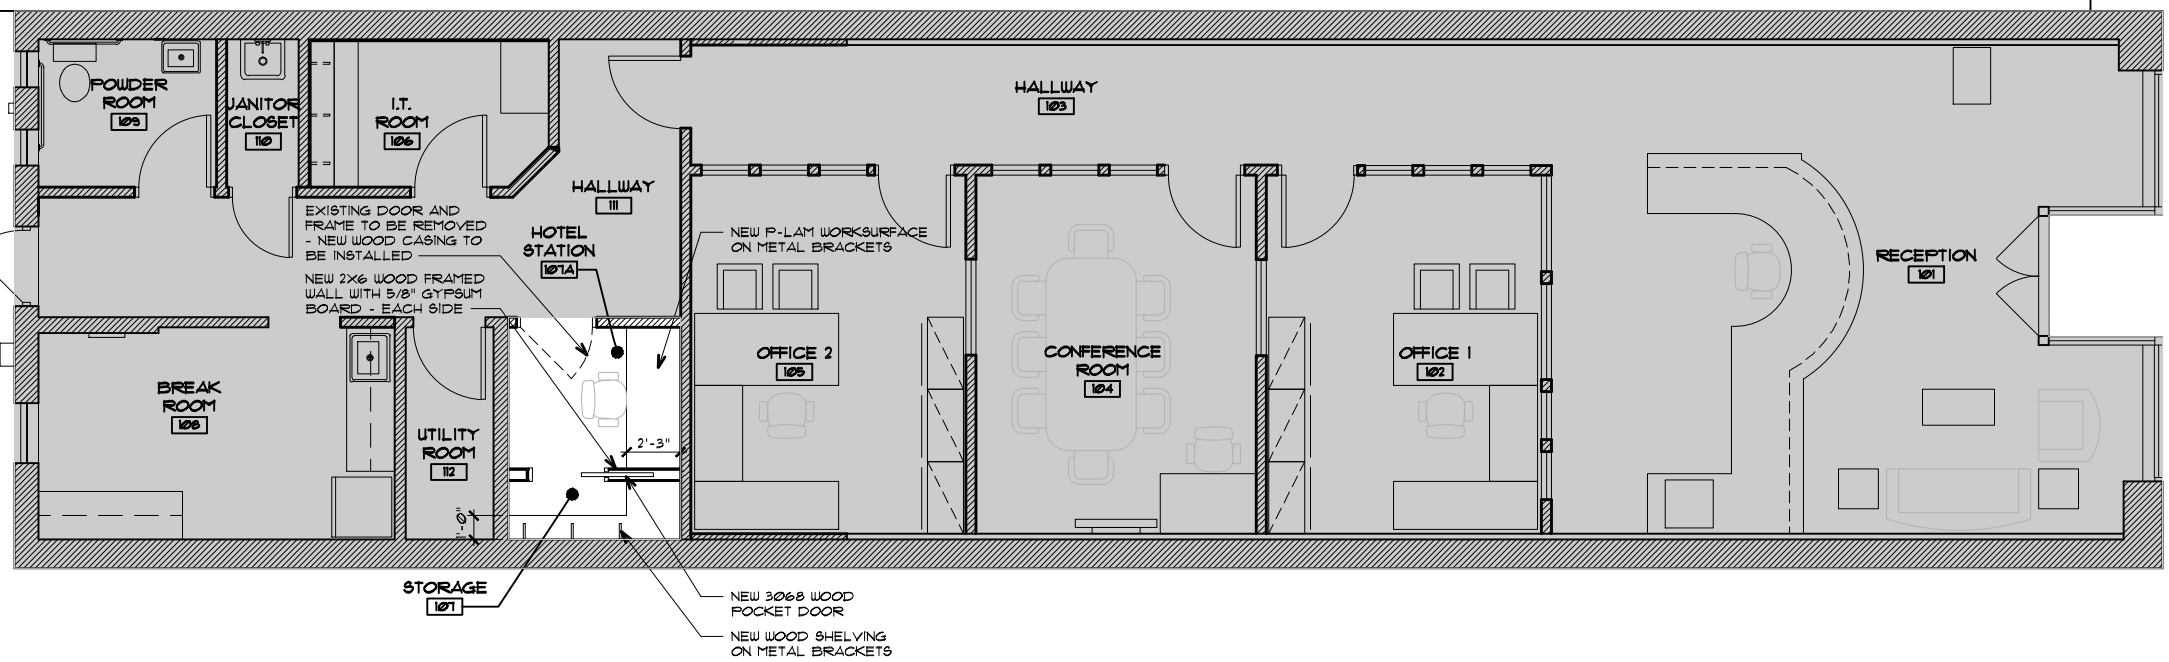 POWDER
ROOM
109
JANITOR
CLOSET
110
I.T.
ROOM
106
HALLWAY
111
HALLWAY
103
EXISTING DOOR AND
FRAME TO BE REMOVED
- NEW WOOD CASING TO
BE INSTALLED
NEW 2X6 WOOD FRAMED
WALL WITH 5/8" GYPSUM
BOARD - EACH SIDE
HOTEL
STATION
107A
NEW P-LAM WORKSURFACE
ON METAL BRACKETS
RECEPTION
101
OFFICE 2
105
CONFERENCE
ROOM
104
OFFICE 1
102
BREAK
ROOM
108
UTILITY
ROOM
112
2'-3"
1'-0"
STORAGE
107
NEW 3068 WOOD
POCKET DOOR
NEW WOOD SHELVING
ON METAL BRACKETS